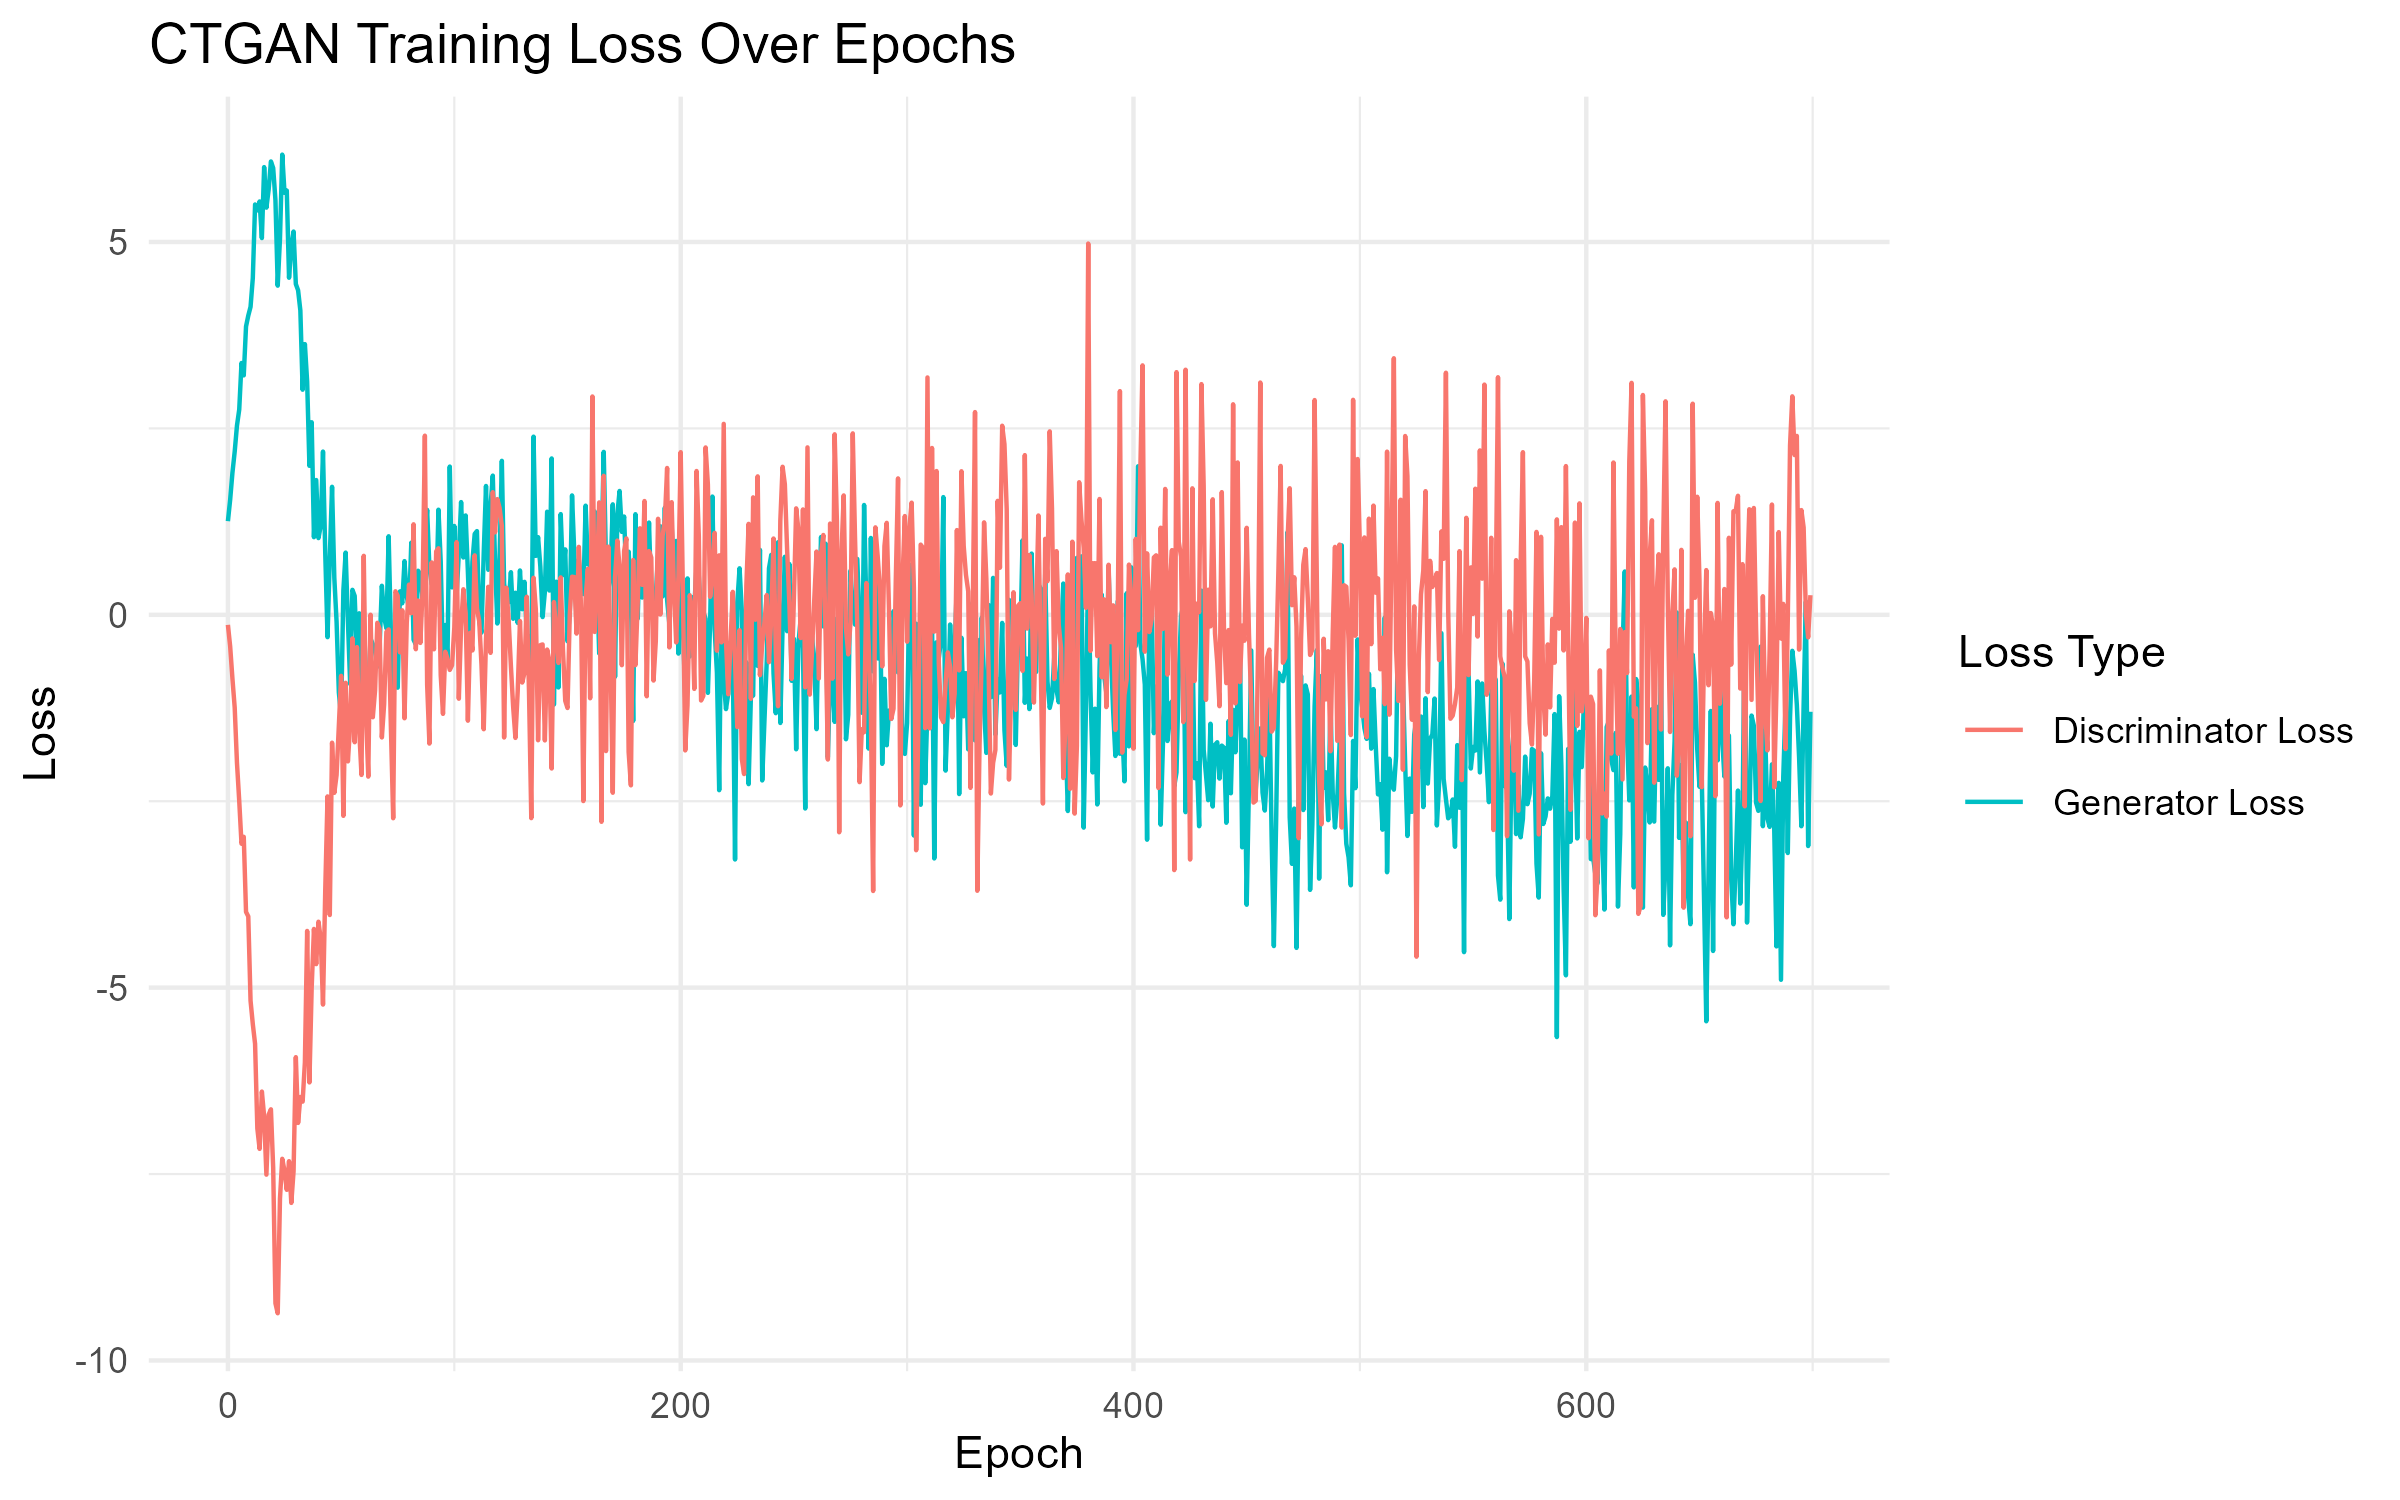 CTGAN Training Loss Over Epochs
Loss
5
0
-5
-10
0
200
400
600
Epoch
Loss Type
Discriminator Loss
Generator Loss